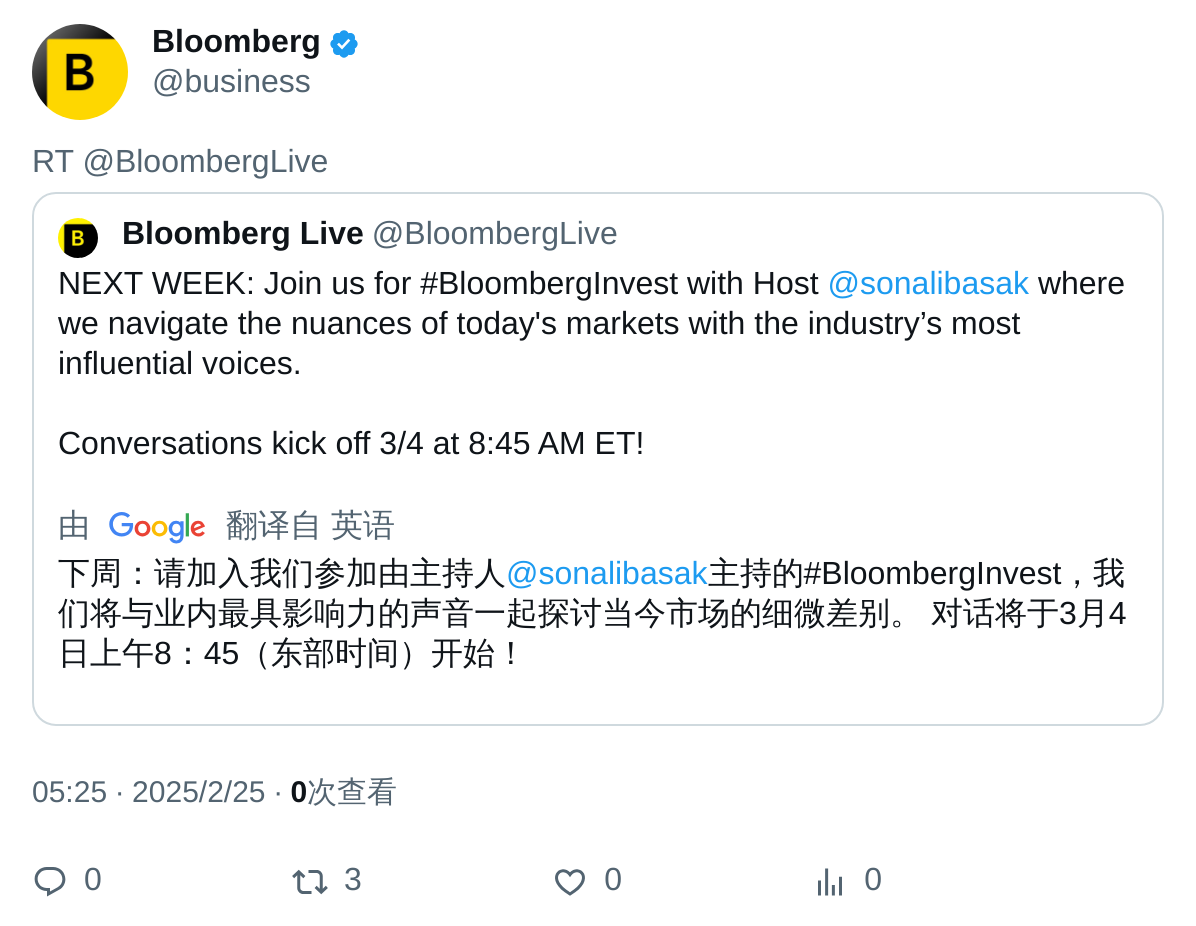 B
Bloomberg
@business
RT @BloombergLive
B Bloomberg Live @BloombergLive
NEXT WEEK: Join us for #BloombergInvest with Host @sonalibasak where
we navigate the nuances of today's markets with the industry’s most
influential voices.
Conversations kick off 3/4 at 8:45 AM ET!
由 Google 翻译自 英语
下周：请加入我们参加由主持人@sonalibasak主持的#BloombergInvest，我
们将与业内最具影响力的声音一起探讨当今市场的细微差别。 对话将于3月4
日上午8：45（东部时间）开始！
05:25 · 2025/2/25 · 0次查看
0 3 0 0